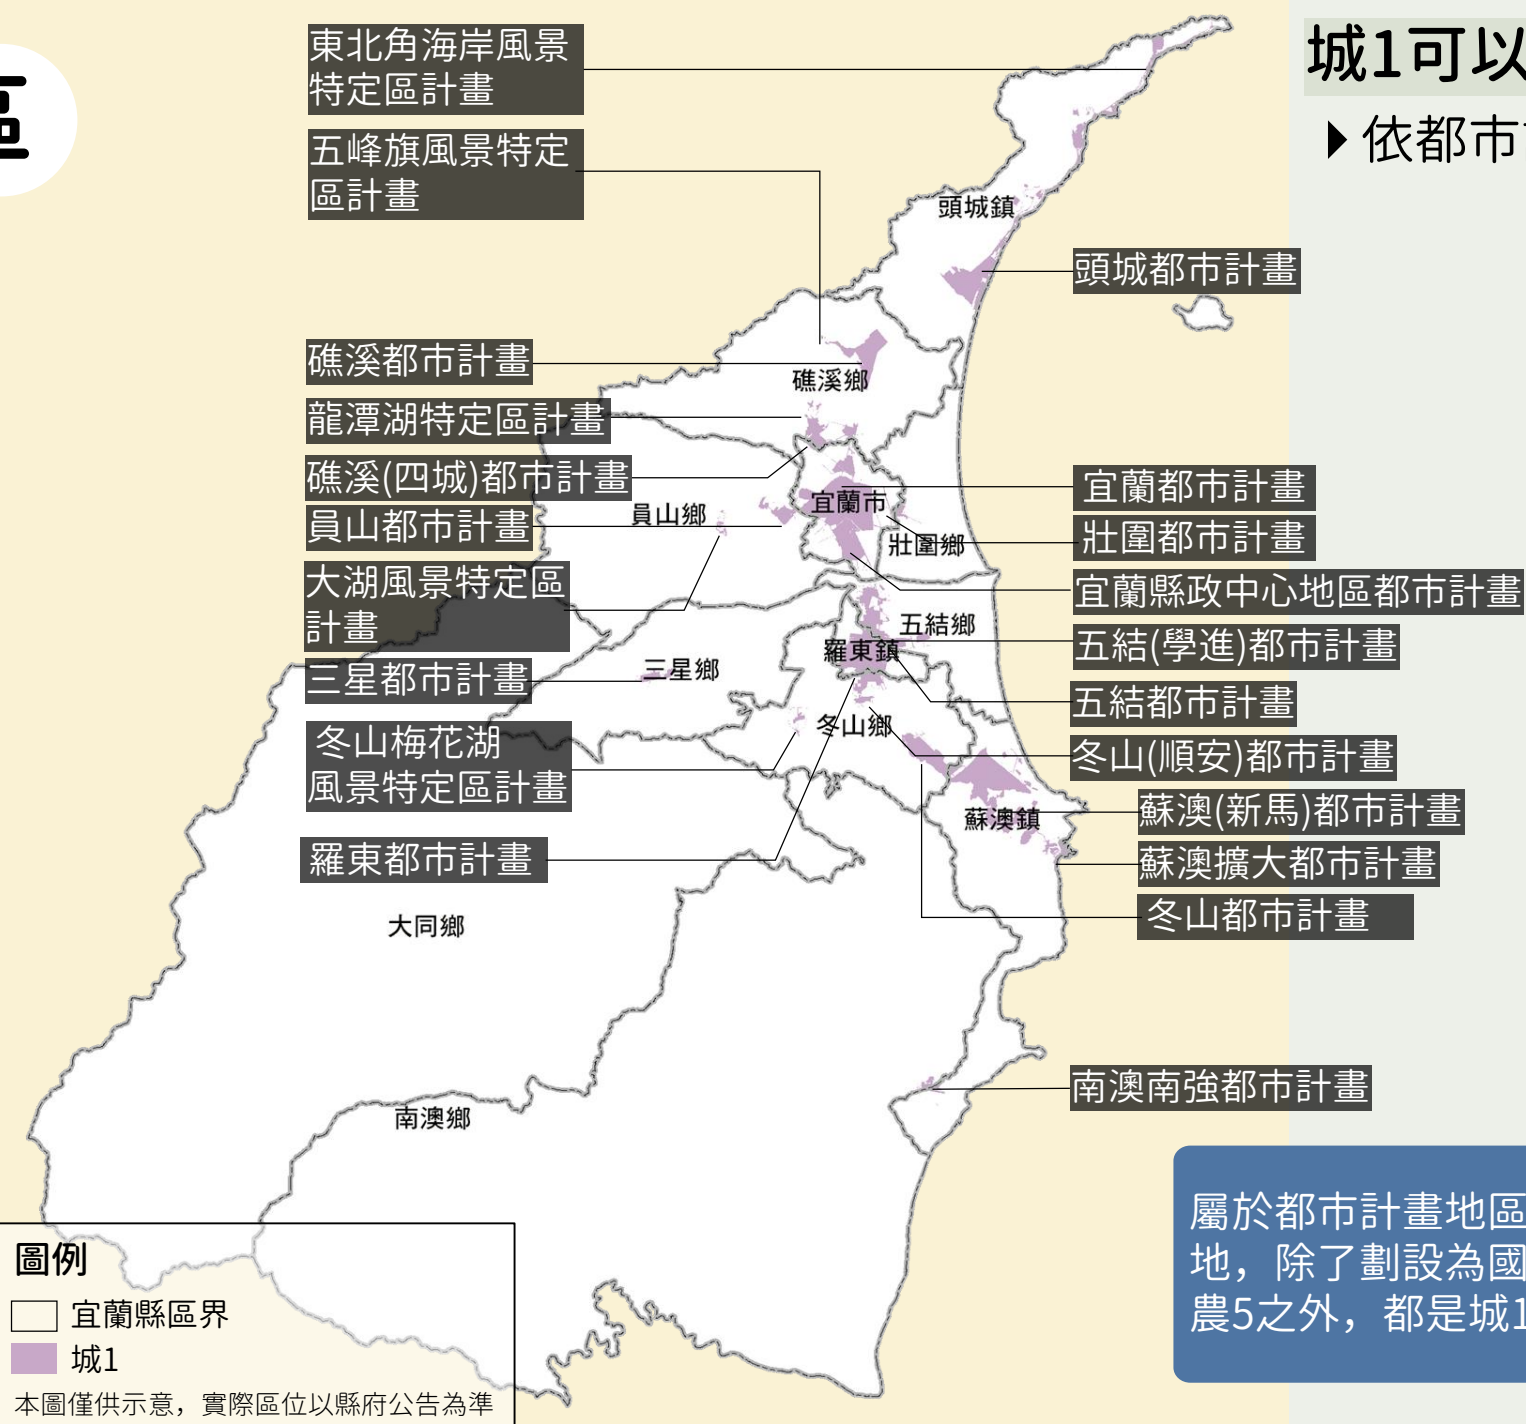 區
東北角海岸風景
特定區計畫
五峰旗風景特定
區計畫
礁溪都市計畫
龍潭湖特定區計畫
礁溪(四城)都市計畫
員山都市計畫
大湖風景特定區
計畫
三星都市計畫
冬山梅花湖
風景特定區計畫
羅東都市計畫
頭城鎮
礁溪鄉
宜蘭市
員山鄉
壯圍鄉
五結鄉
羅東鎮
三星鄉
冬山鄉
蘇澳鎮
大同鄉
南澳鄉
頭城都市計畫
宜蘭都市計畫
壯圍都市計畫
宜蘭縣政中心地區都市計畫
五結(學進)都市計畫
五結都市計畫
冬山(順安)都市計畫
蘇澳(新馬)都市計畫
蘇澳擴大都市計畫
冬山都市計畫
南澳南強都市計畫
城1可以
依都市
屬於都市計畫地區
地，除了劃設為國
農5之外，都是城1
圖例
宜蘭縣區界
城1
本圖僅供示意，實際區位以縣府公告為準